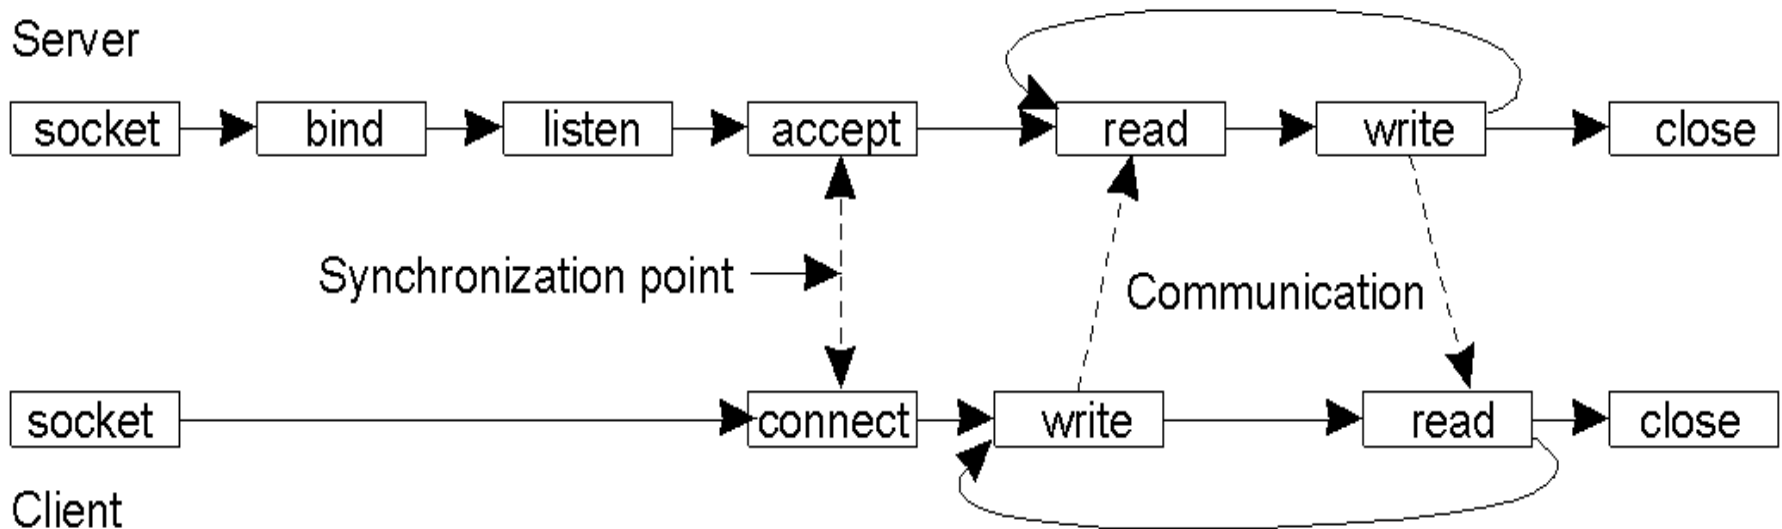 Server
socket bind listen accept read write close
Synchronization point
Communication
socket connect write read close
Client